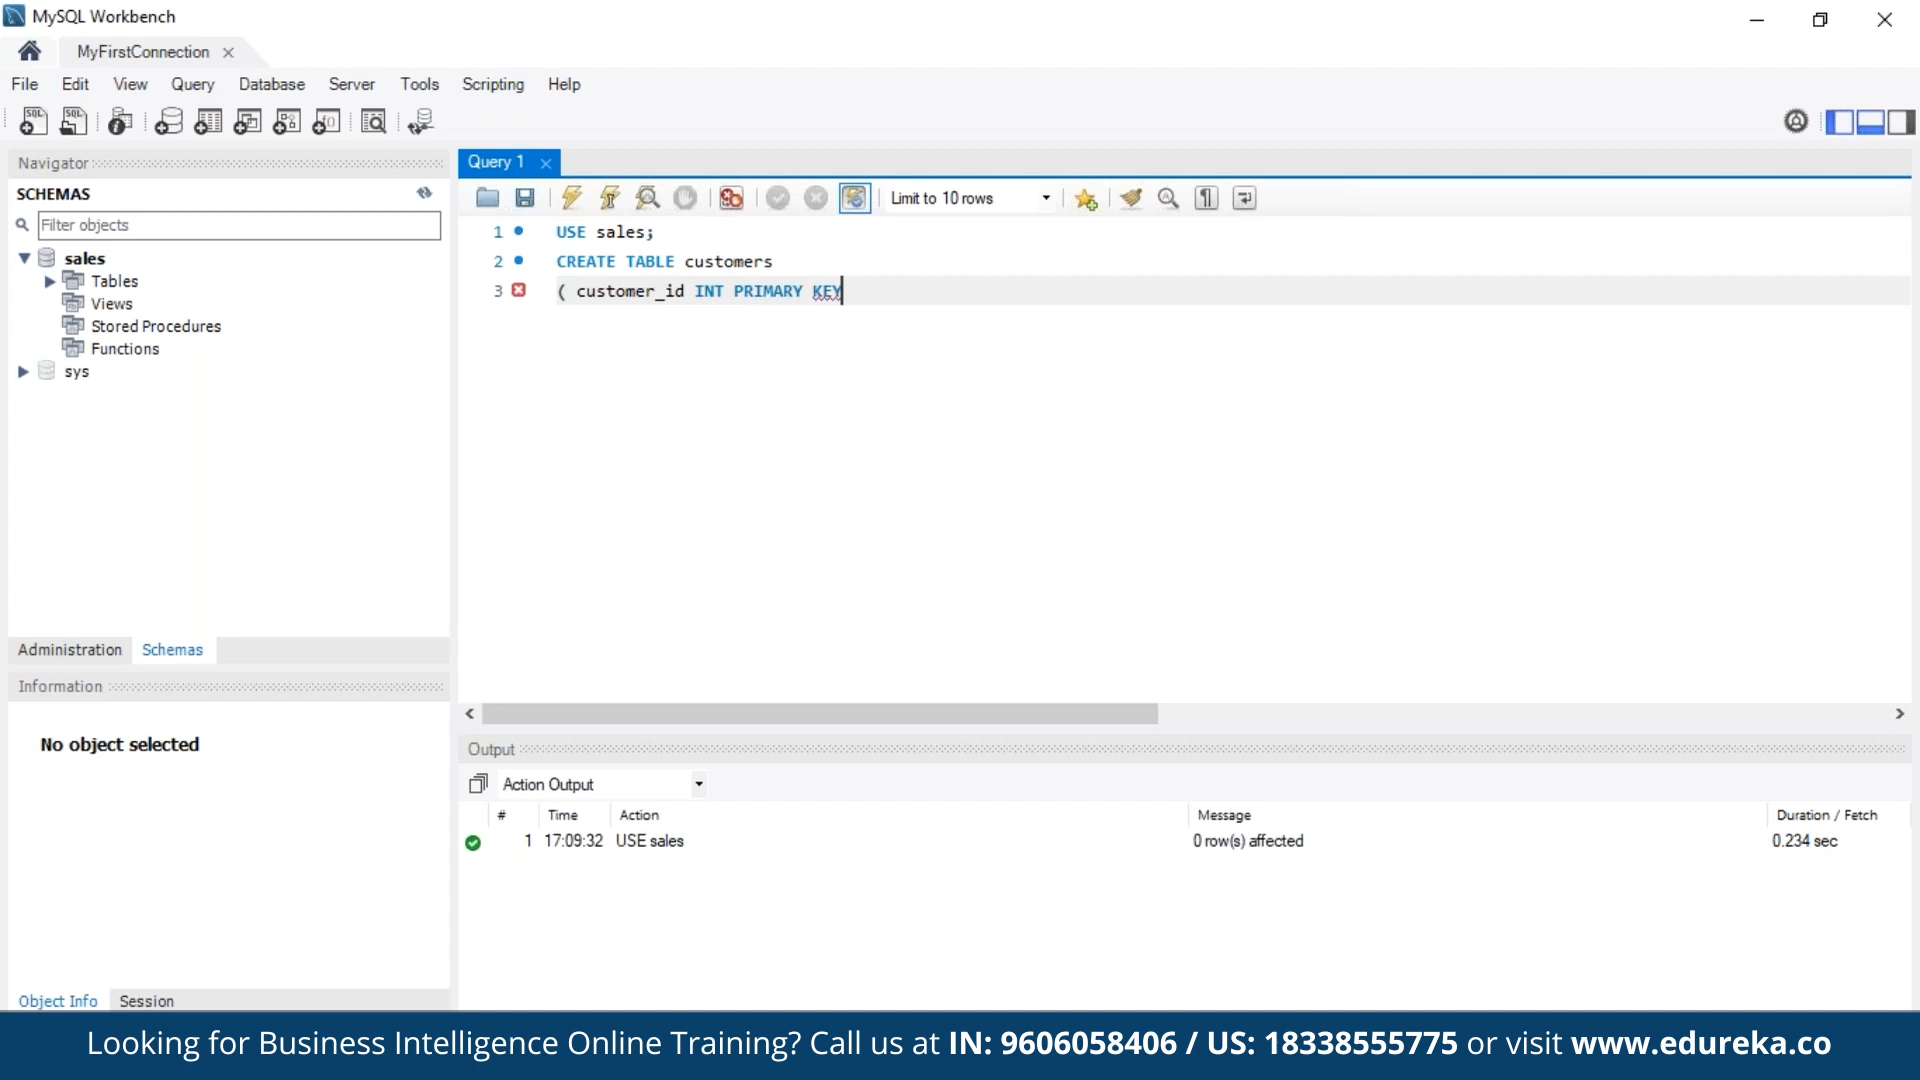 MySQL Workbench
MyFirstConnection
File Edit View Query Database Server Tools Scripting Help
Navigator
SCHEMAS
Filter objects
sales
Tables
Views
Stored Procedures
Functions
sys
Administration Schemas
Information
No object selected
Object Info Session
Query 1
Limit to 10 rows
1 USE sales;
2 CREATE TABLE customers
3 ( customer_id INT PRIMARY KEY
Output
Action Output
# Time Action Message Duration / Fetch
1 17:09:32 USE sales 0 row(s) affected 0.234 sec
Looking for Business Intelligence Online Training? Call us at IN: 9606058406 / US: 18338555775 or visit www.edureka.co